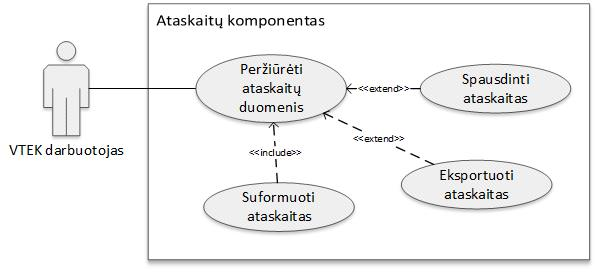 Ataskaitų komponentas
Peržiūrėti
ataskaitų
duomenis
<<extend>>
Spausdinti
ataskaitas
VTEK darbuotojas
<<include>>
<<extend>>
Eksportuoti
ataskaitas
Suformuoti
ataskaitas